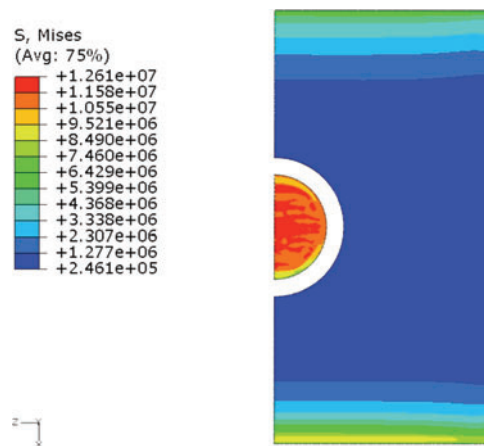 S, Mises
(Avg: 75%)
+1.261e+07
+1.158e+07
+1.055e+07
+9.521e+06
+8.490e+06
+7.460e+06
+6.429e+06
+5.399e+06
+4.368e+06
+3.338e+06
+2.307e+06
+1.277e+06
+2.461e+05
z